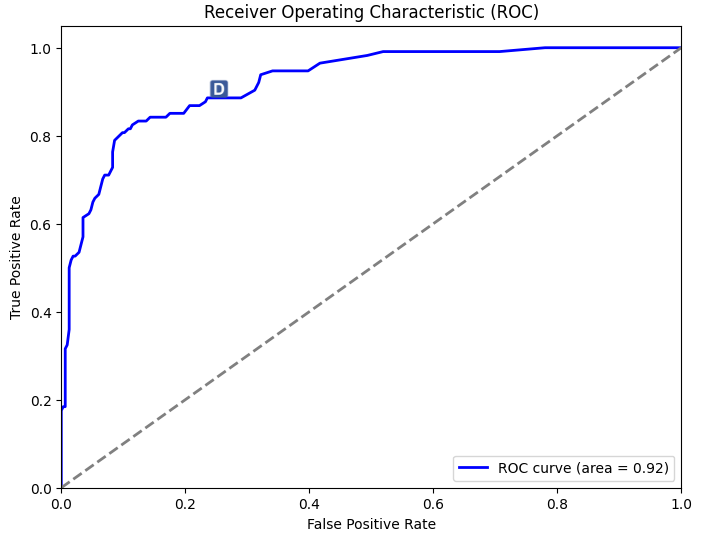 Receiver Operating Characteristic (ROC)
1.0
0.8
0.6
0.4
0.2
0.0
True Positive Rate
D
ROC curve (area = 0.92)
0.0 0.2 0.4 0.6 0.8 1.0
False Positive Rate